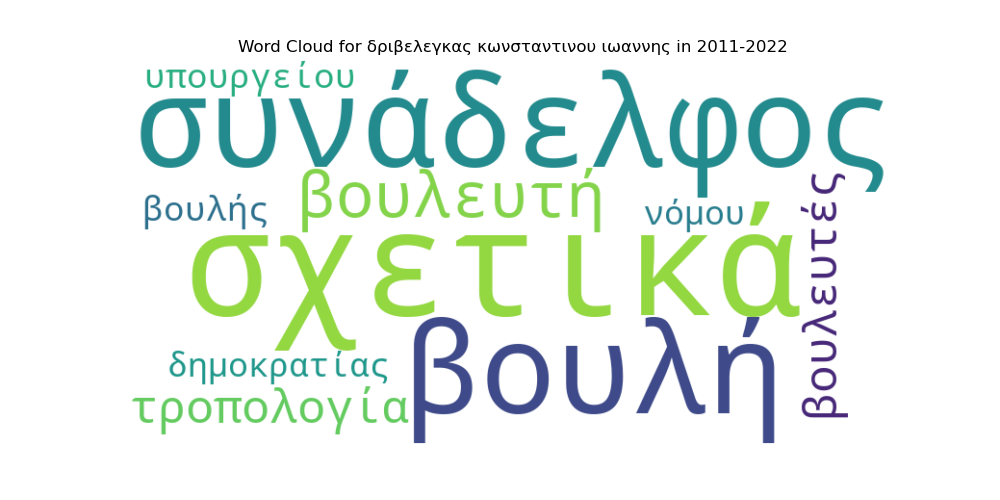 Word Cloud for δριβελεγκας κωνσταντινου ιωαννης in 2011-2022
υπουργείου
συνάδελφος
βουλευτή
βουλής
νόμου
βουλευτές
σχετικά
βουλή
δημοκρατίας
τροπολογία